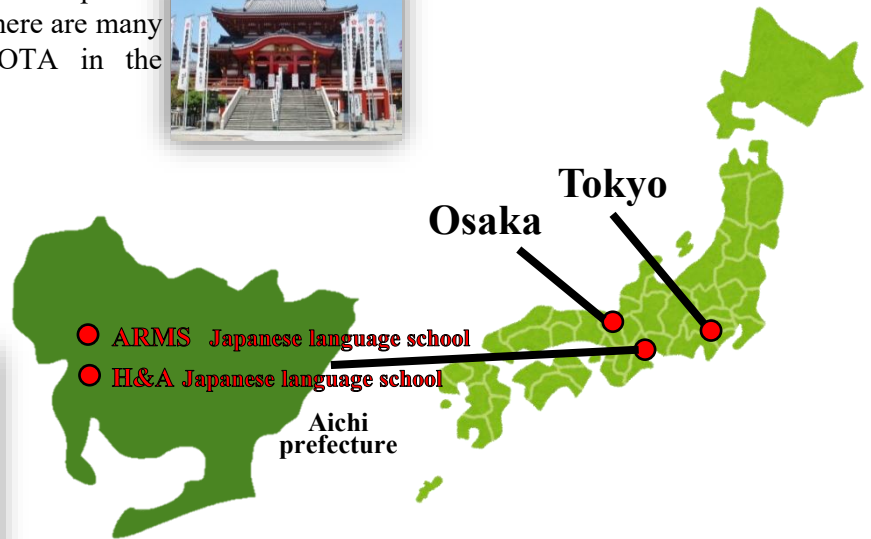 here are many
OTA in the
Tokyo
Osaka
ARMS Japanese language school
H&A Japanese language school
Aichi
prefecture